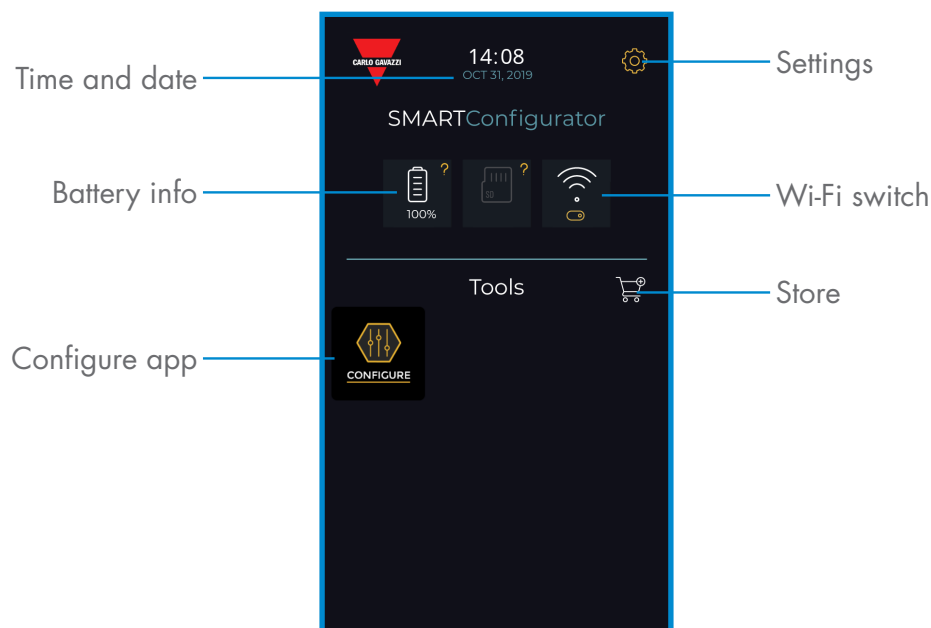 CARLO GAVAZZI
14:08
OCT 31, 2019
Time and date
Settings
SMARTConfigurator
Battery info
?
100%
SD
?
Wi-Fi switch
Tools
Store
Configure app
CONFIGURE